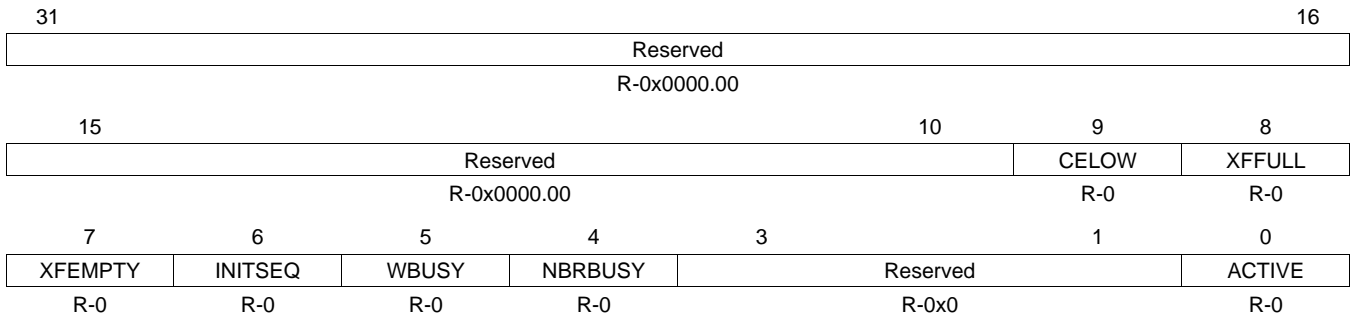 31 16
Reserved
R-0x0000.00
15 10 9 8
Reserved CELOW XFFULL
R-0x0000.00 R-0 R-0
7 6 5 4 3 1 0
XFEMPTY INITSEQ WBUSY NBRBUSY Reserved ACTIVE
R-0 R-0 R-0 R-0 R-0x0 R-0